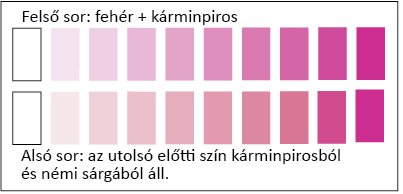 Felső sor: fehér + kárminpiros
Alsó sor: az utolsó előtti szín kárminpirosból
és némi sárgából áll.